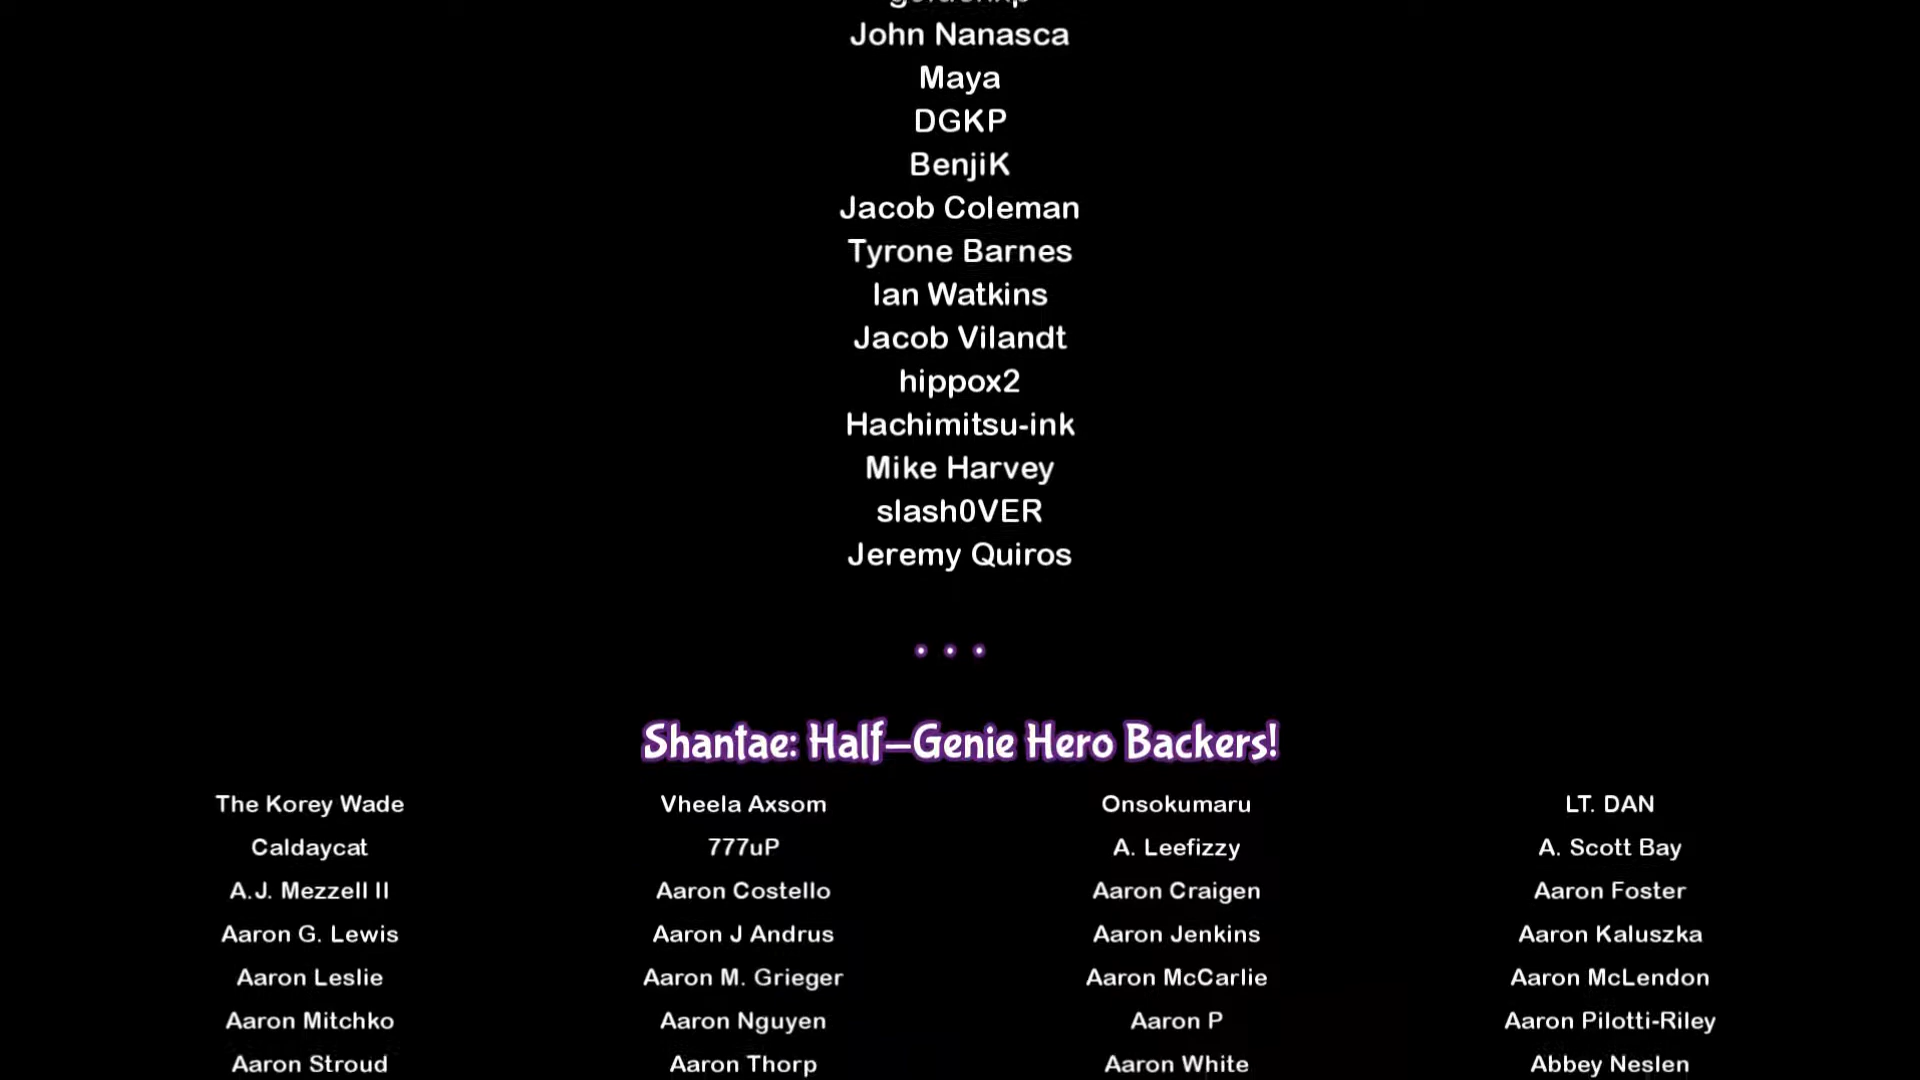 John Nanasca
Maya
DGKP
BenjiK
Jacob Coleman
Tyrone Barnes
Ian Watkins
Jacob Vilandt
hippox2
Hachimitsu-ink
Mike Harvey
slash0VER
Jeremy Quiros
...
Shantae: Half-Genie Hero Backers!
The Korey Wade Vheela Axsom Onsokumaru LT. DAN
Caldaycat 777uP A. Leefizzy A. Scott Bay
A.J. Mezzell II Aaron Costello Aaron Craigen Aaron Foster
Aaron G. Lewis Aaron J Andrus Aaron Jenkins Aaron Kaluszka
Aaron Leslie Aaron M. Grieger Aaron McCarlie Aaron McLendon
Aaron Mitchko Aaron Nguyen Aaron P Aaron Pilotti-Riley
Aaron Stroud Aaron Thorp Aaron White Abbey Neslen